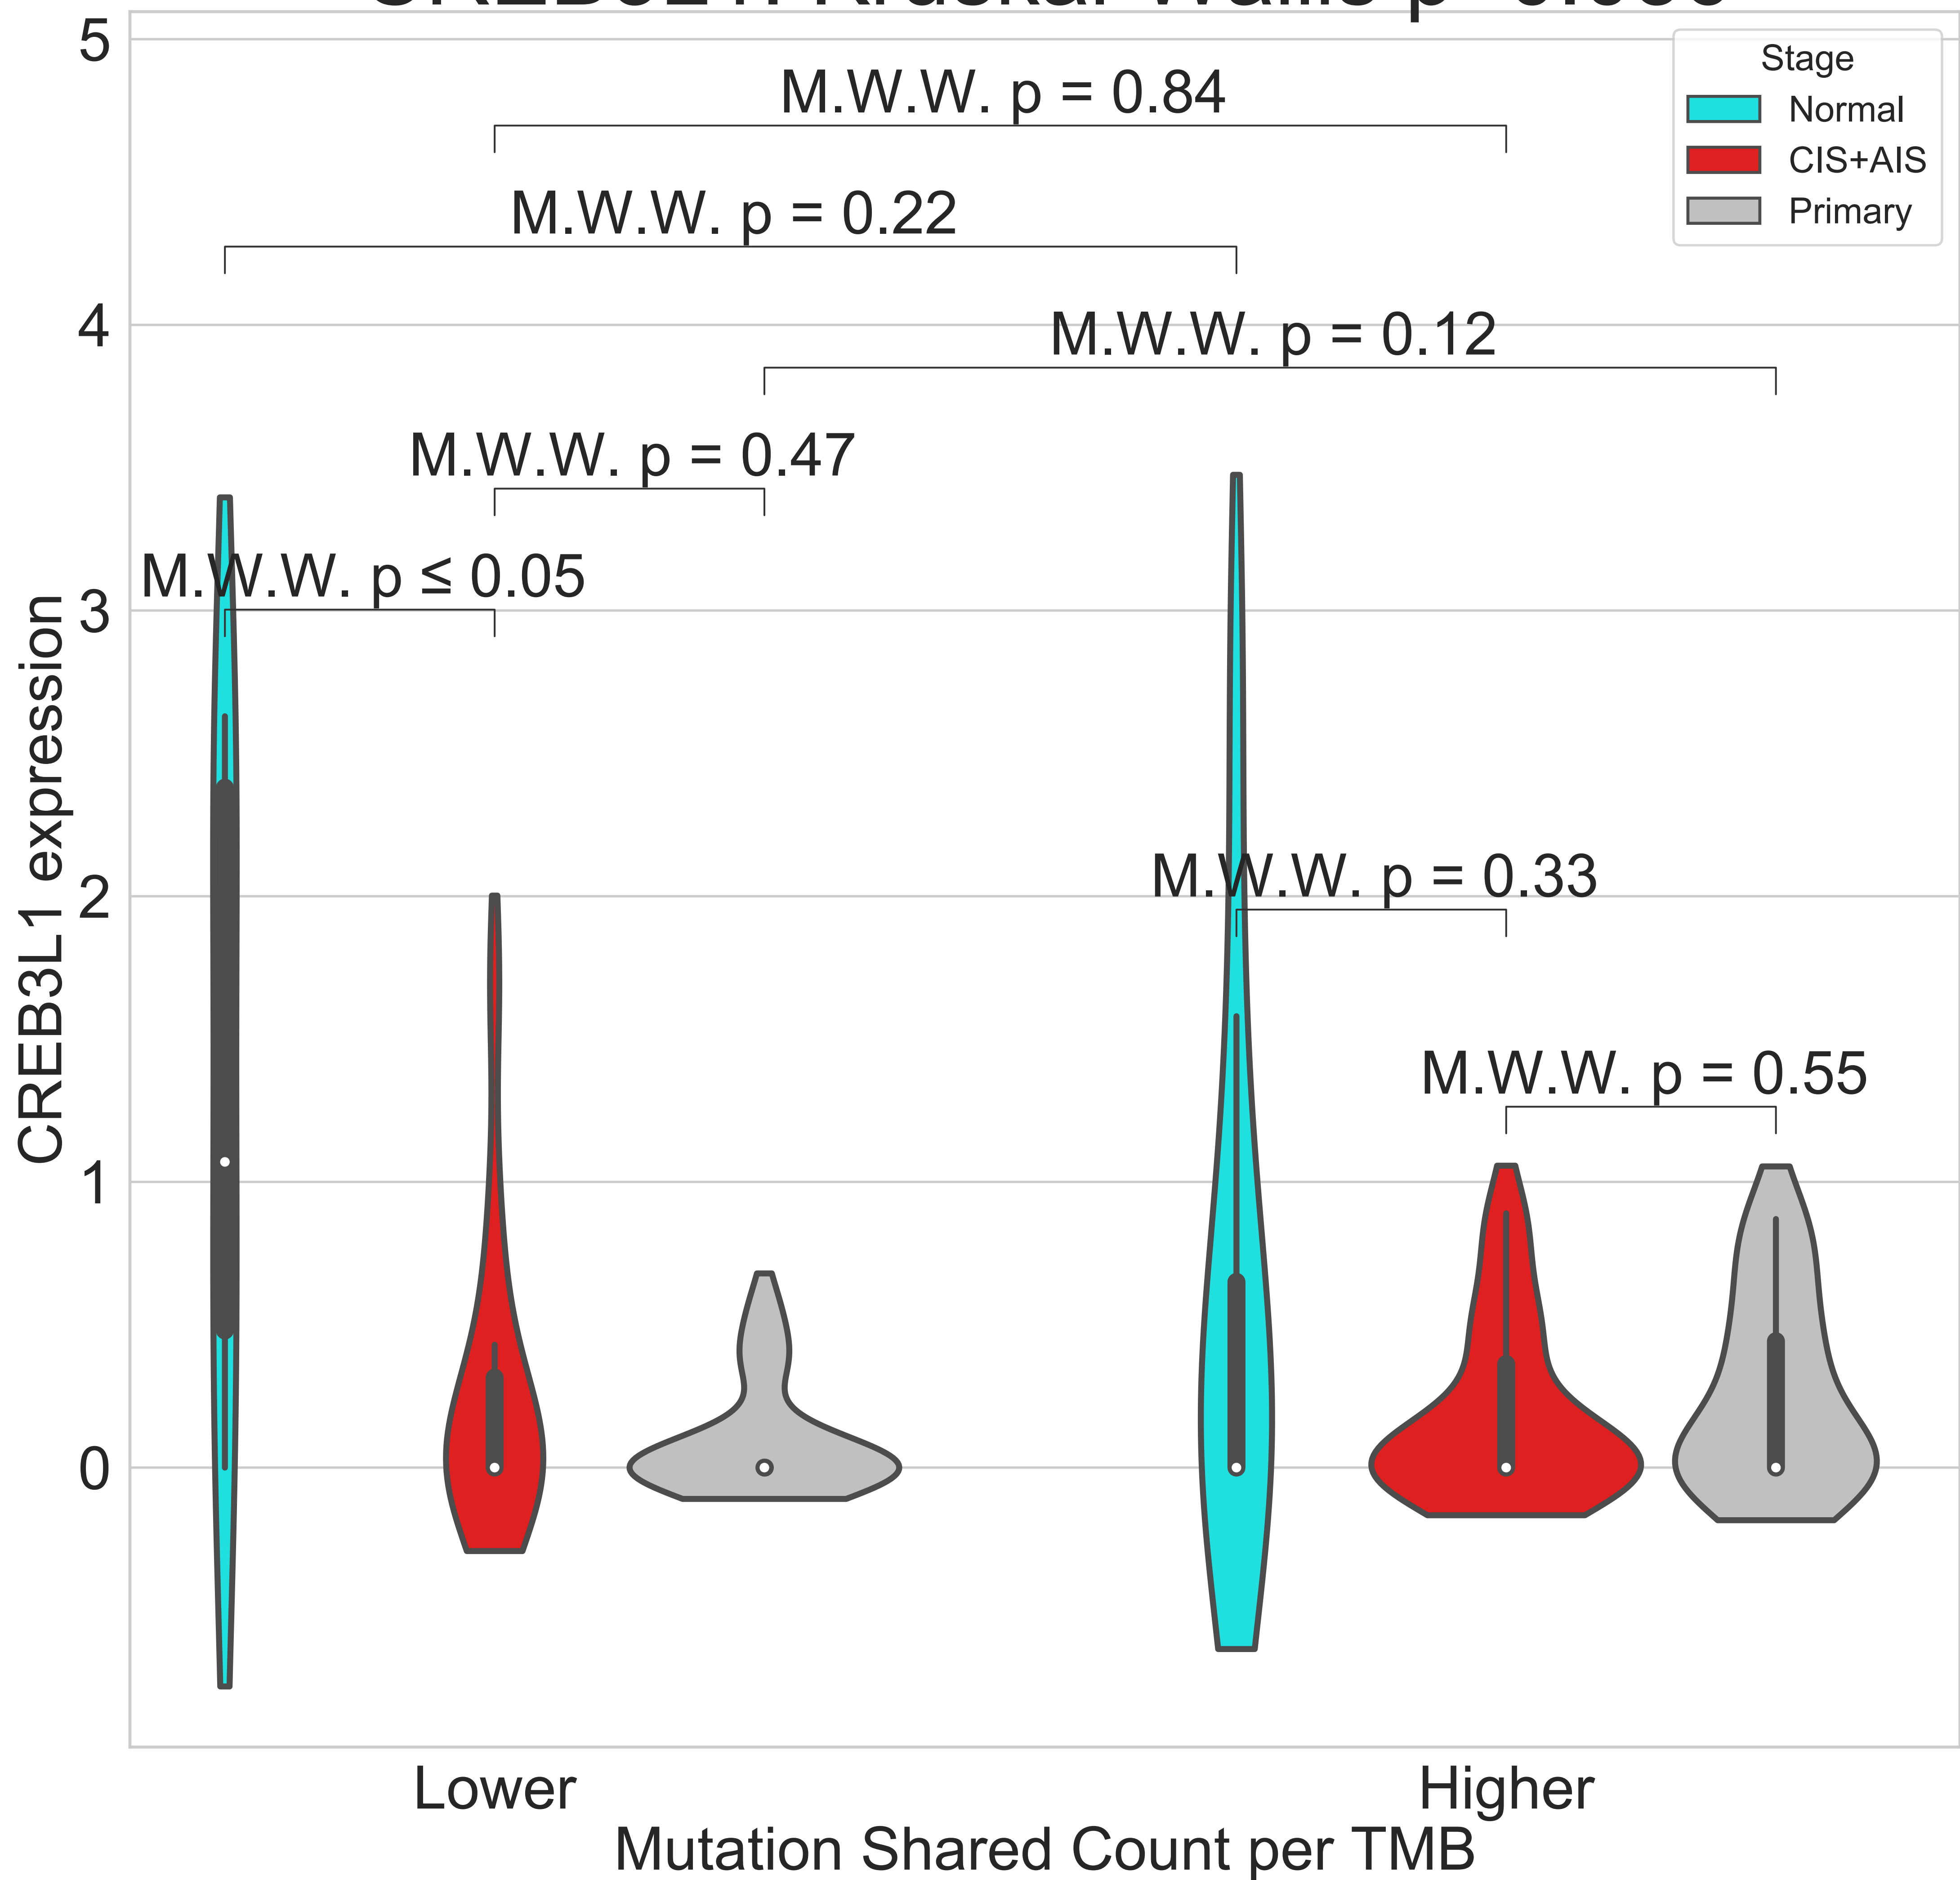 5
Stage
Normal
CIS+AIS
Primary
M.W.W. p = 0.84
M.W.W. p = 0.22
4
M.W.W. p = 0.12
M.W.W. p = 0.47
M.W.W. p ≤ 0.05
3
CREB3L1 expression
2
M.W.W. p = 0.33
M.W.W. p = 0.55
1
0
Lower
Higher
Mutation Shared Count per TMB